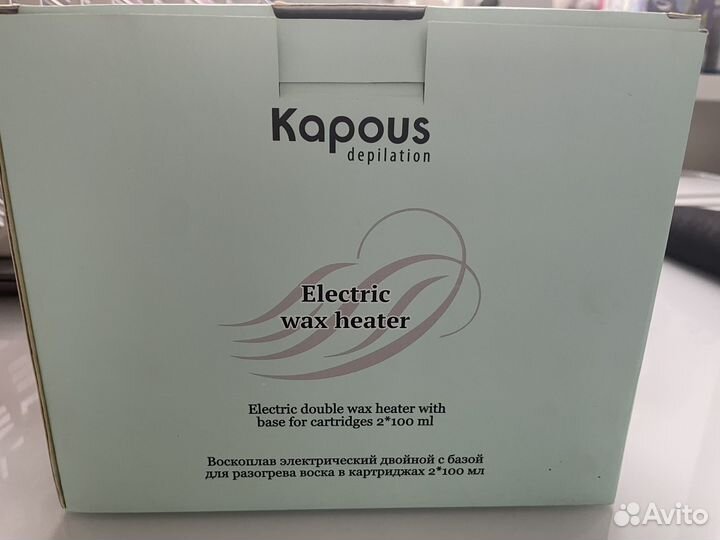 Kapous
depilation
Electric
wax heater
Electric double wax heater with
base for cartridges 2*100 ml
Воскоплав электрический двойной с базой
для разогрева воска в картриджах 2*100 мл
Avito